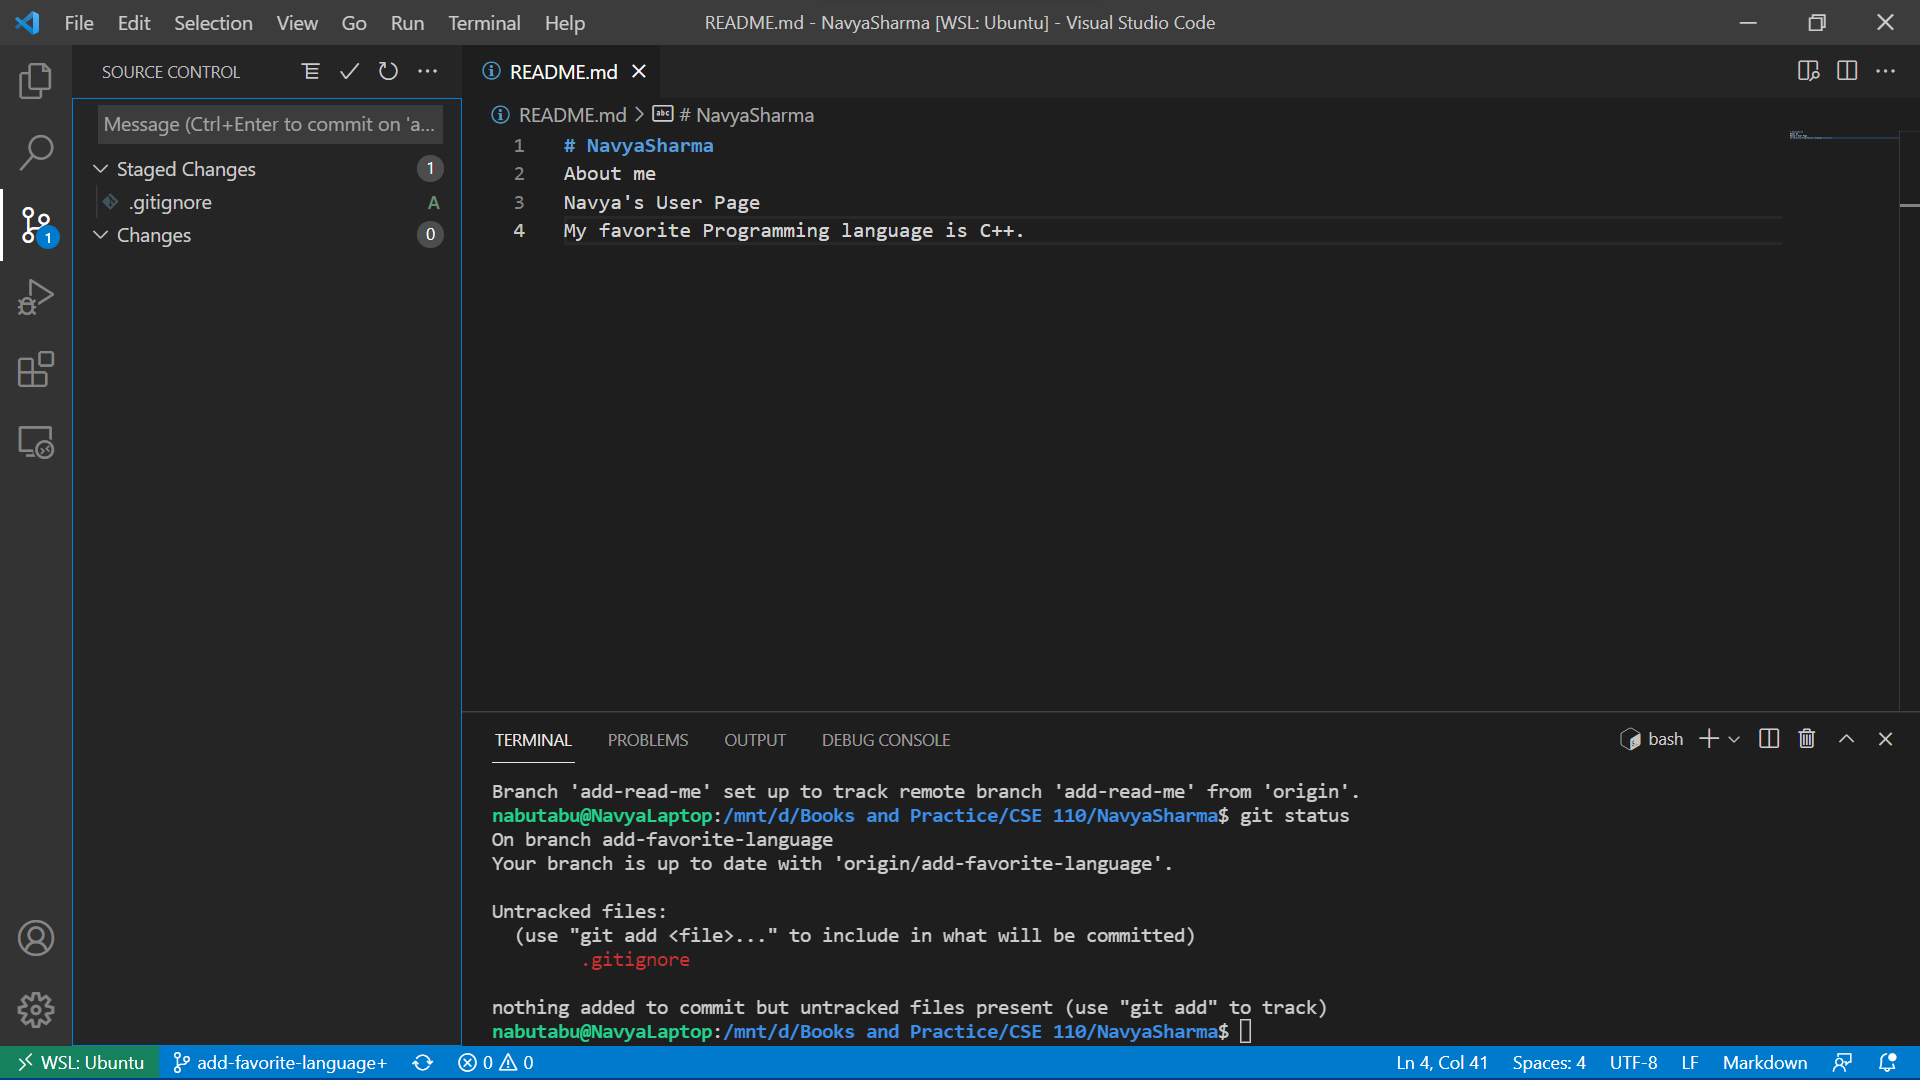 File Edit Selection View Go Run Terminal Help README.md - NavyaSharma [WSL: Ubuntu] - Visual Studio Code
SOURCE CONTROL
README.md
Message (Ctrl+Enter to commit on 'a...
README.md > # NavyaSharma
Staged Changes 1
.gitignore A
Changes 0
1
1 # NavyaSharma
2 About me
3 Navya's User Page
4 My favorite Programming language is C++.
TERMINAL PROBLEMS OUTPUT DEBUG CONSOLE bash
Branch 'add-read-me' set up to track remote branch 'add-read-me' from 'origin'.
nabutabu@NavyaLaptop:/mnt/d/Books and Practice/CSE 110/NavyaSharma$ git status
On branch add-favorite-language
Your branch is up to date with 'origin/add-favorite-language'.
Untracked files:
(use "git add <file>..." to include in what will be committed)
.gitignore
nothing added to commit but untracked files present (use "git add" to track)
nabutabu@NavyaLaptop:/mnt/d/Books and Practice/CSE 110/NavyaSharma$
WSL: Ubuntu add-favorite-language+ 0 0 Ln 4, Col 41 Spaces: 4 UTF-8 LF Markdown